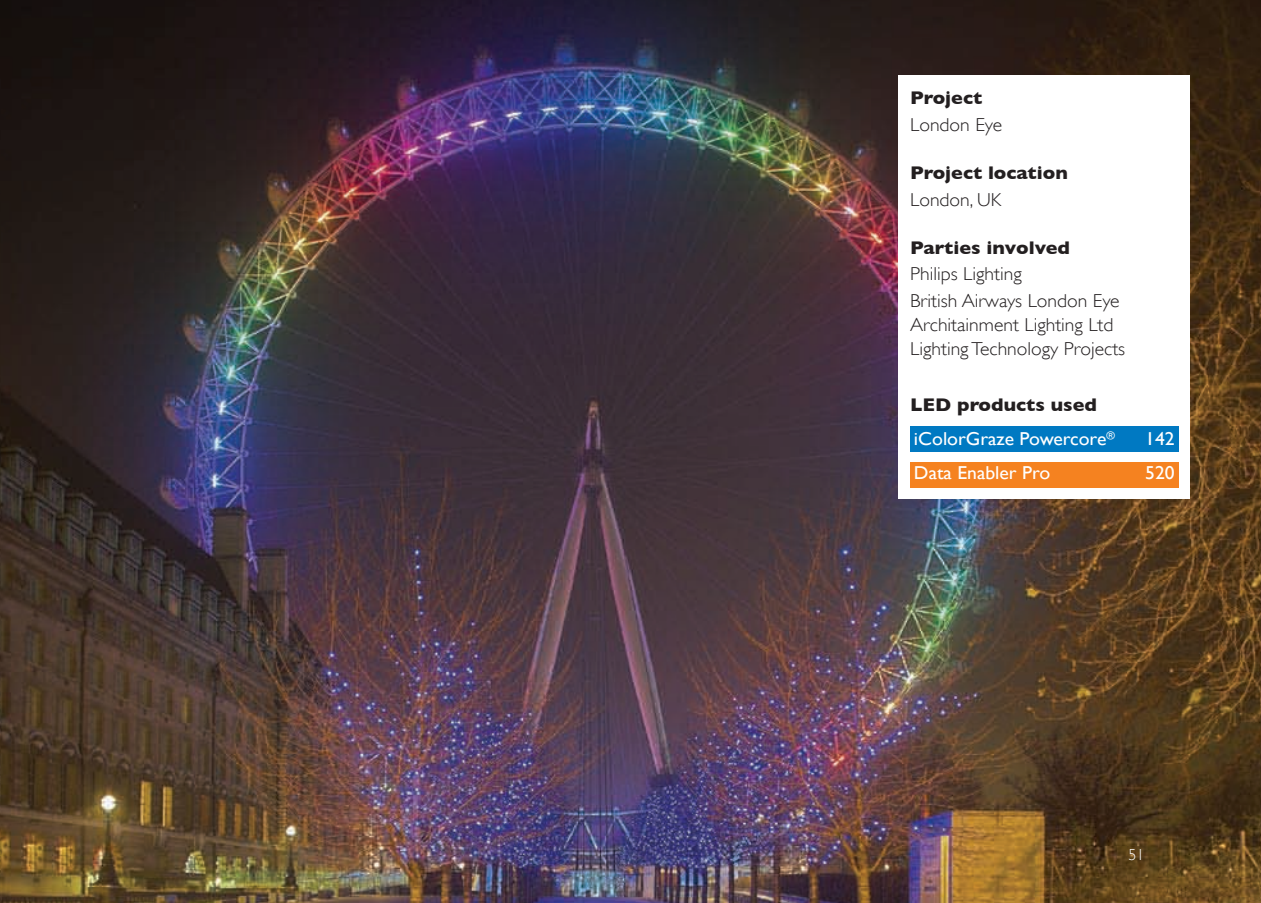 Project
London Eye
Project location
London, UK
Parties involved
Philips Lighting
British Airways London Eye
Architainment Lighting Ltd
Lighting Technology Projects
LED products used
iColorGraze Powercore® 142
Data Enabler Pro 520
51